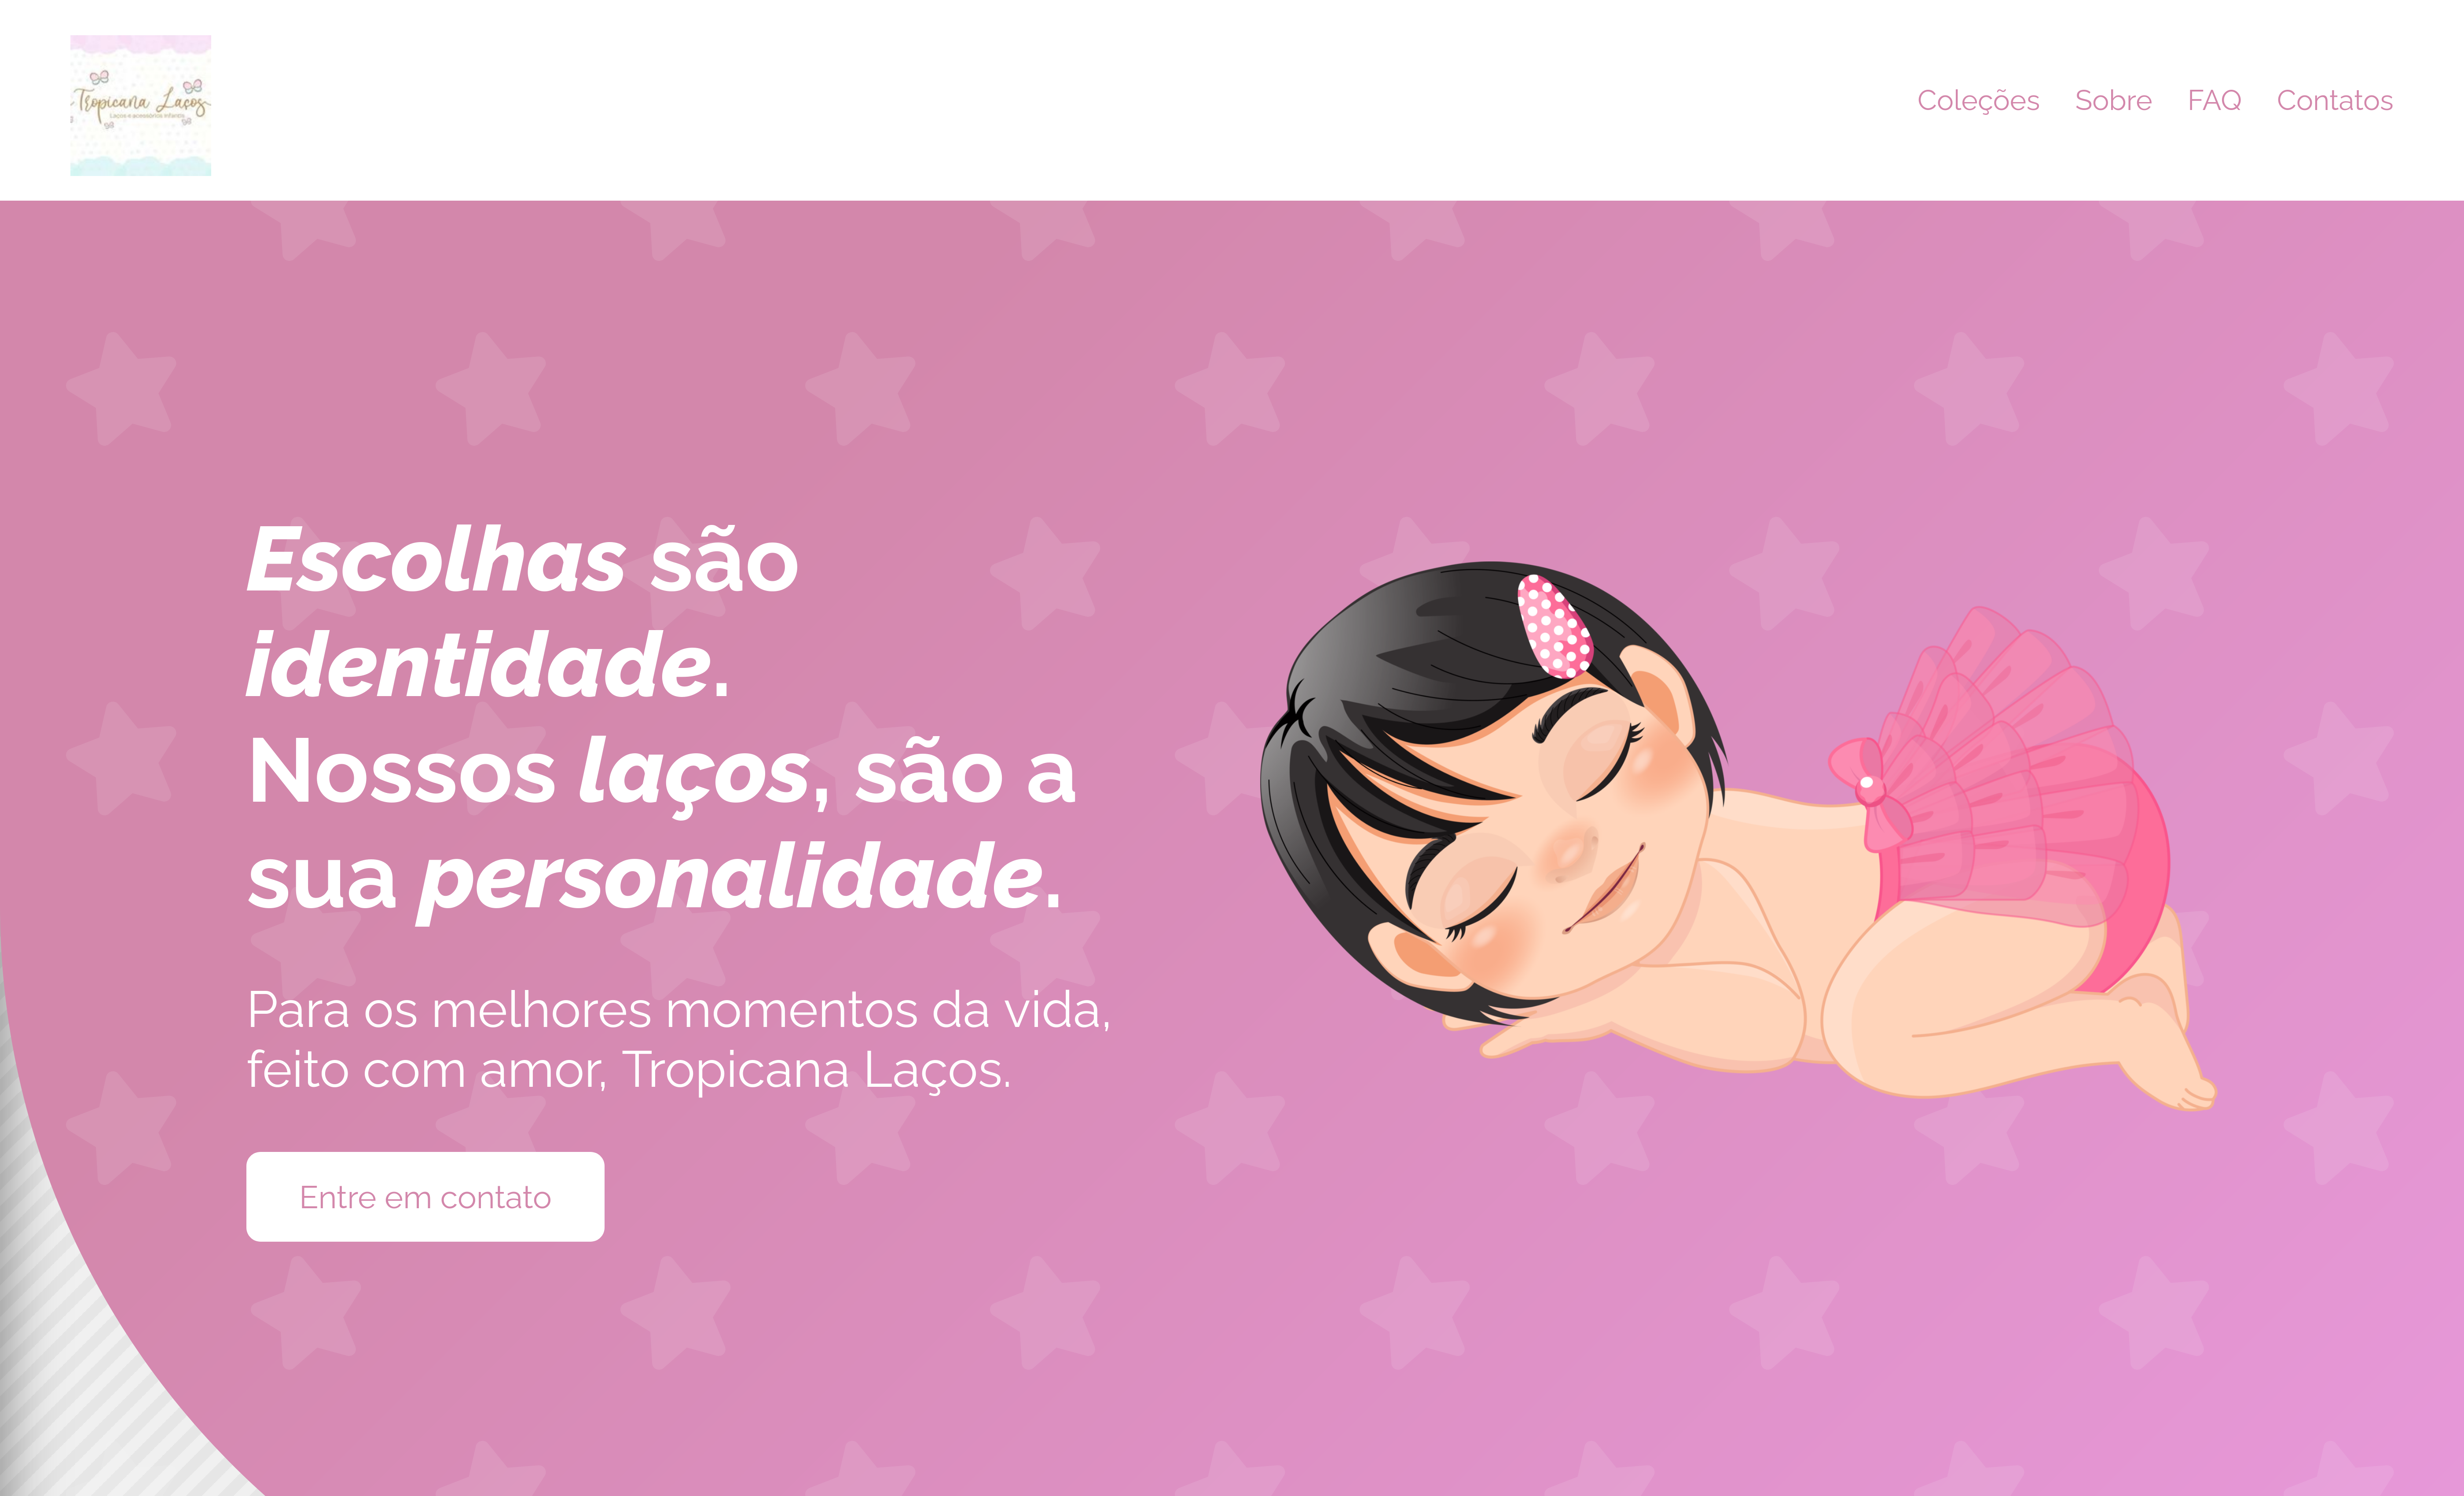 Tropicana Laços
Laços e acessórios infantis
Coleções Sobre FAQ Contatos
Escolhas são
identidade.
Nossos laços, são a
sua personalidade.
Para os melhores momentos da vida,
feito com amor, Tropicana Laços.
Entre em contato